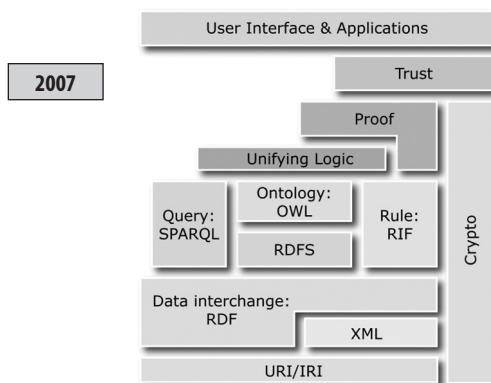 User Interface & Applications
Trust
2007
Proof
Unifying Logic
Ontology:
OWL
Query:
SPARQL
Rule:
RIF
RDFS
Crypto
Data interchange:
RDF
XML
URI/IRI